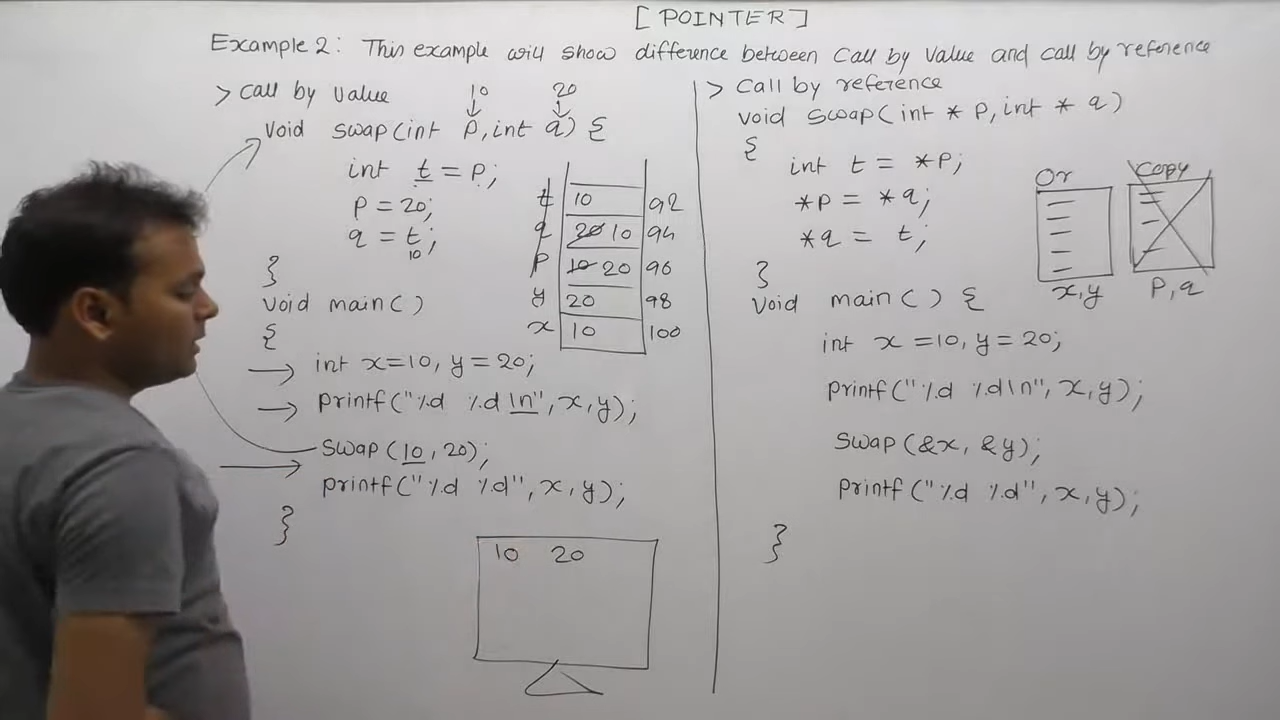 [ POINTER ]
Example 2: This example will show difference between Call by Value and call by reference
> Call by Value
10 20
void swap(int p, int q) {
int t = p;
p = 20;
q = t;
10
}
void main()
{
int x=10, y = 20;
printf("%d %d \n", x, y);
swap(10, 20);
printf("%d %d", x, y);
}
t 10 92
q 20 10 94
p 10 20 96
y 20 98
x 10 100
10 20
> Call by reference
void swap(int * p, int * q)
{
int t = *p;
*p = *q;
*q = t;
}
void main() {
int x =10, y = 20;
printf("%d %d\n", x, y);
swap(&x, &y);
printf("%d %d", x, y);
}
Or Copy
x, y P, q